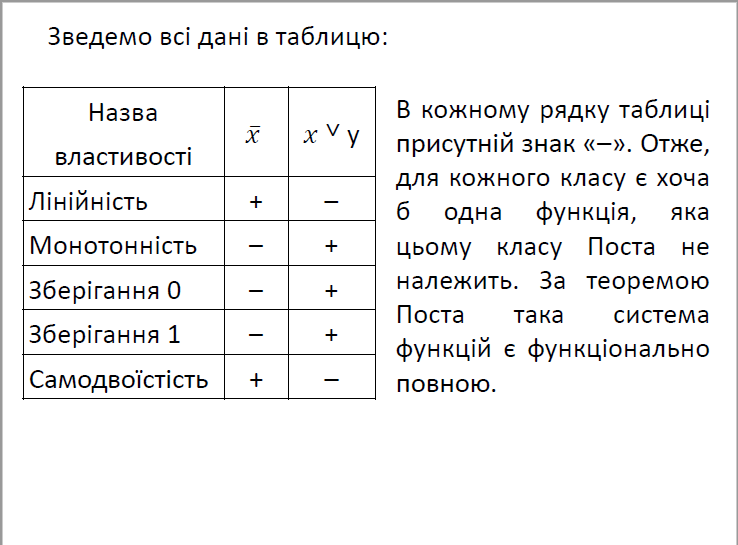 Зведемо всі дані в таблицю:
Назва властивості x̄ x ˅ y
Лінійність + –
Монотонність – +
Зберігання 0 – +
Зберігання 1 – +
Самодвоїстість + –
В кожному рядку таблиці
присутній знак «–». Отже,
для кожного класу є хоча
б одна функція, яка
цьому класу Поста не
належить. За теоремою
Поста така система
функцій є функціонально
повною.